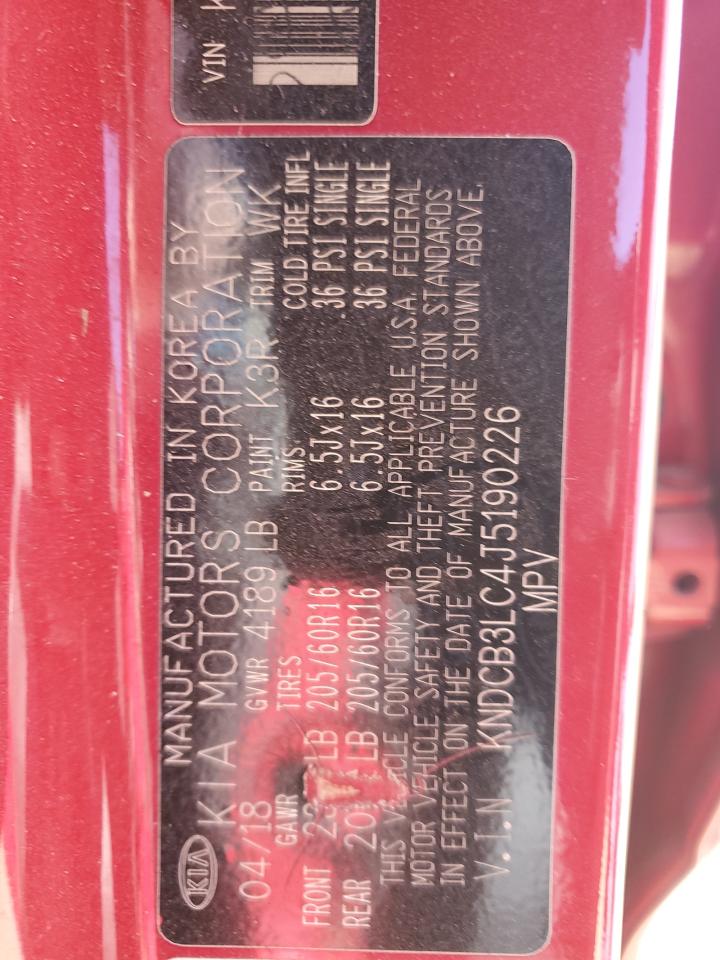 VIN K
MANUFACTURED IN KOREA BY
KIA KIA MOTORS CORPORATION
04/18 GVWR 4189 LB PAINT K3R TRIM WK
GAWR TIRES RIMS COLD TIRE INFL
FRONT LB 205/60R16 6.5Jx16 36 PSI SINGLE
REAR LB 205/60R16 6.5Jx16 36 PSI SINGLE
THIS VEHICLE CONFORMS TO ALL APPLICABLE U.S.A. FEDERAL
MOTOR VEHICLE SAFETY AND THEFT PREVENTION STANDARDS
IN EFFECT ON THE DATE OF MANUFACTURE SHOWN ABOVE.
V.I.N KNDCB3LC4J5190226
MPV